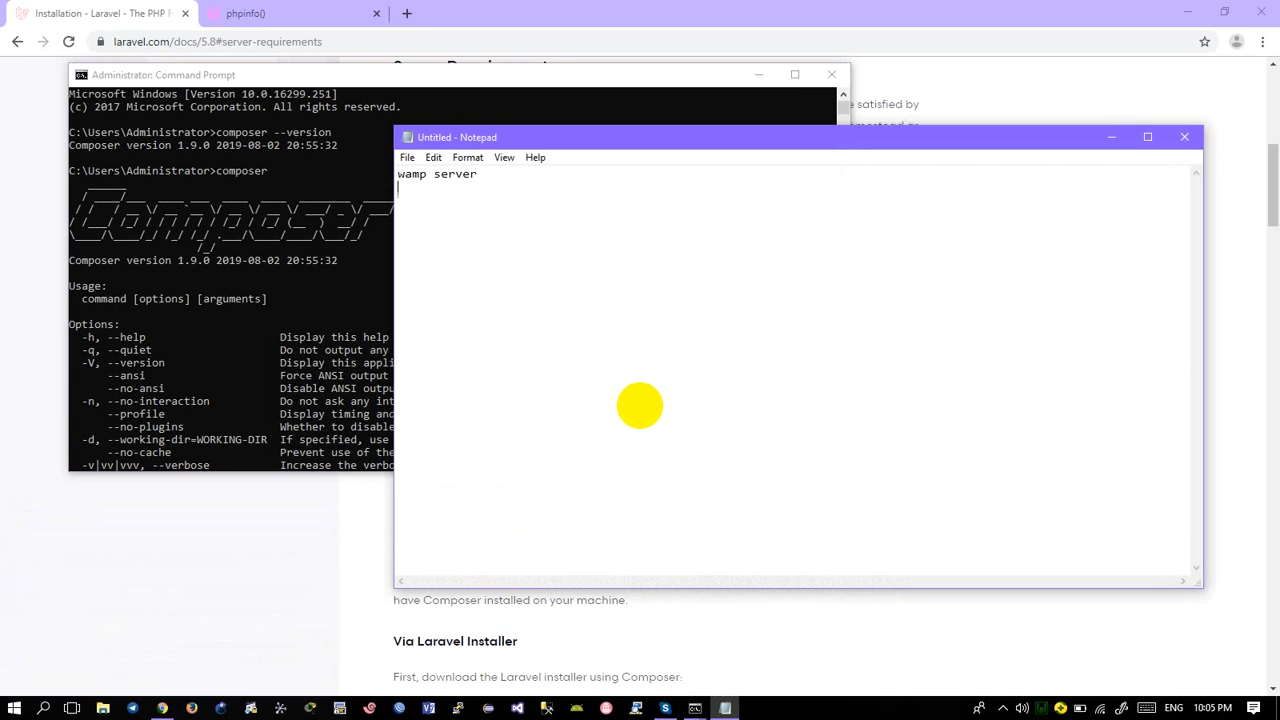 Installation - Laravel - The PHP F
phpinfo()
laravel.com/docs/5.8#server-requirements
Administrator: Command Prompt
Microsoft Windows [Version 10.0.16299.251]
(c) 2017 Microsoft Corporation. All rights reserved.
e satisfied by
C:\Users\Administrator>composer --version
Composer version 1.9.0 2019-08-02 20:55:32
C:\Users\Administrator>composer
Composer
Composer version 1.9.0 2019-08-02 20:55:32
Usage:
command [options] [arguments]
Options:
-h, --help Display this help
-q, --quiet Do not output any
-V, --version Display this appli
--ansi Force ANSI output
--no-ansi Disable ANSI outpu
-n, --no-interaction Do not ask any int
--profile Display timing and
--no-plugins Whether to disable
-d, --working-dir=WORKING-DIR If specified, use
--no-cache Prevent use of the
-v|vv|vvv, --verbose Increase the verbo
Untitled - Notepad
File Edit Format View Help
wamp server
have Composer installed on your machine.
Via Laravel Installer
First, download the Laravel installer using Composer:
ENG 10:05 PM